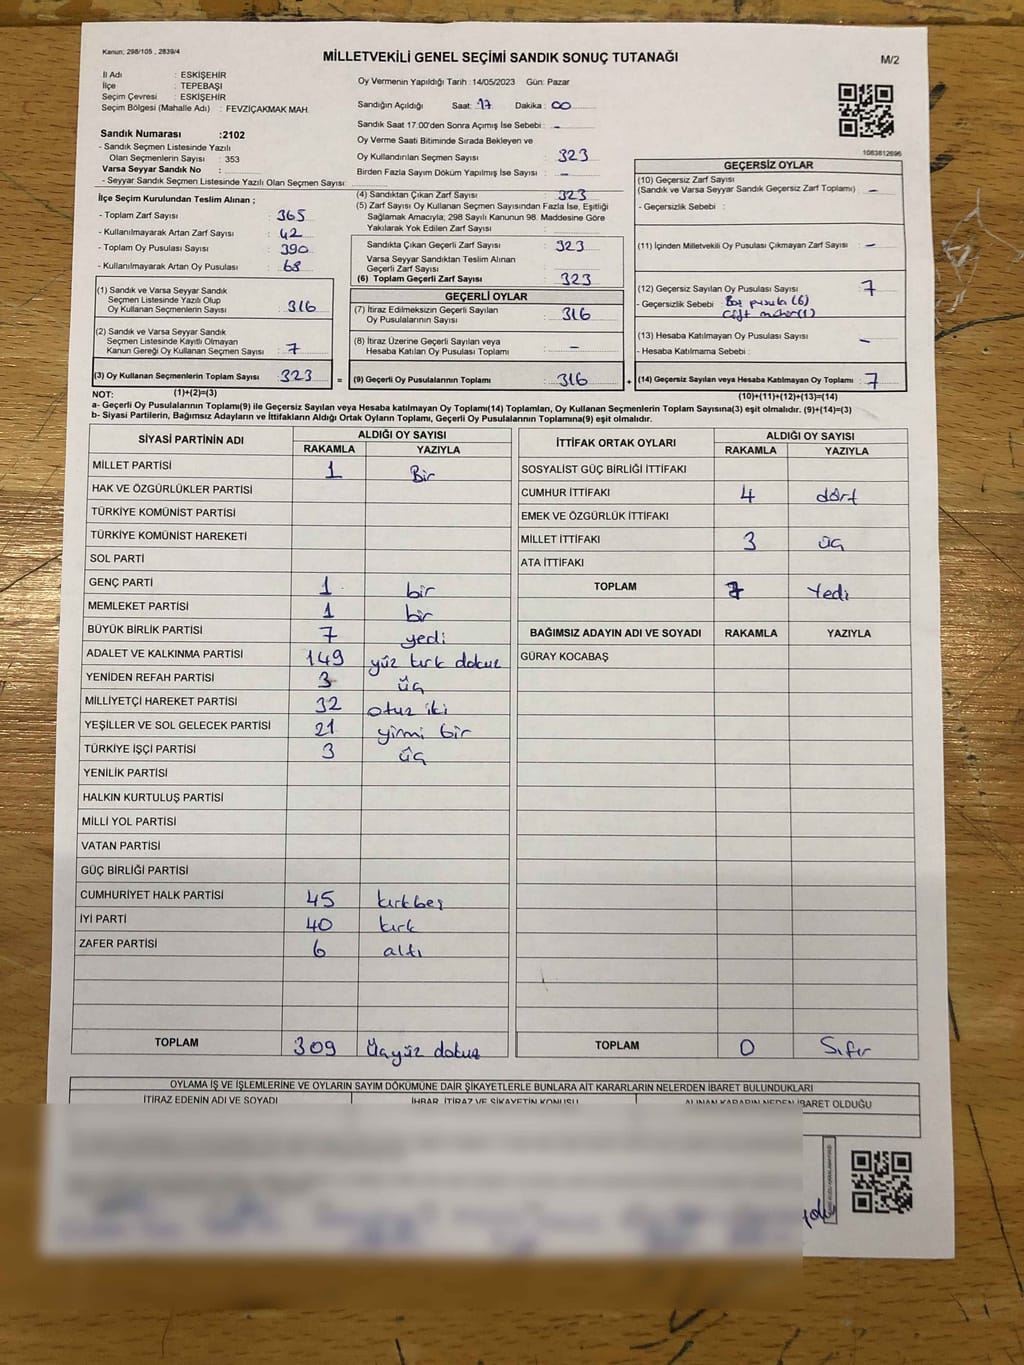 Kanun; 298/105 , 2839/4
MİLLETVEKİLİ GENEL SEÇİMİ SANDIK SONUÇ TUTANAĞI
M/2
İl Adı : ESKİŞEHİR
İlçe : TEPEBAŞI
Seçim Çevresi : ESKİŞEHİR
Seçim Bölgesi (Mahalle Adı) : FEVZİÇAKMAK MAH.
Sandık Numarası :2102
- Sandık Seçmen Listesinde Yazılı
Olan Seçmenlerin Sayısı : 353
Varsa Seyyar Sandık No :
- Seyyar Sandık Seçmen Listesinde Yazılı Olan Seçmen Sayısı:
İlçe Seçim Kurulundan Teslim Alınan ;
- Toplam Zarf Sayısı : 365
- Kullanılmayarak Artan Zarf Sayısı : 42
- Toplam Oy Pusulası Sayısı : 390
- Kullanılmayarak Artan Oy Pusulası : 68
(1) Sandık ve Varsa Seyyar Sandık
Seçmen Listesinde Yazılı Olup
Oy Kullanan Seçmenlerin Sayısı : 316
(2) Sandık ve Varsa Seyyar Sandık
Seçmen Listesinde Kayıtlı Olmayan
Kanun Gereği Oy Kullanan Seçmen Sayısı : 7
(3) Oy Kullanan Seçmenlerin Toplam Sayısı : 323
Oy Vermenin Yapıldığı Tarih : 14/05/2023 Gün: Pazar
Sandığın Açıldığı Saat: 17 Dakika : 00
Sandık Saat 17:00'den Sonra Açımış İse Sebebi : -
Oy Verme Saati Bitiminde Sırada Bekleyen ve
Oy Kullandırılan Seçmen Sayısı : 323
Birden Fazla Sayım Döküm Yapılmış İse Sayısı : -
(4) Sandıktan Çıkan Zarf Sayısı : 323
(5) Zarf Sayısı Oy Kullanan Seçmen Sayısından Fazla İse, Eşitliği
Sağlamak Amacıyla; 298 Sayılı Kanunun 98. Maddesine Göre
Yakılarak Yok Edilen Zarf Sayısı :
Sandıkta Çıkan Geçerli Zarf Sayısı : 323
Varsa Seyyar Sandıktan Teslim Alınan
Geçerli Zarf Sayısı :
(6) Toplam Geçerli Zarf Sayısı : 323
GEÇERLİ OYLAR
(7) İtiraz Edilmeksizin Geçerli Sayılan
Oy Pusulalarının Sayısı : 316
(8) İtiraz Üzerine Geçerli Sayılan veya
Hesaba Katılan Oy Pusulası Toplamı : -
= (9) Geçerli Oy Pusulalarının Toplamı : 316
1083812696
GEÇERSİZ OYLAR
(10) Geçersiz Zarf Sayısı
(Sandık ve Varsa Seyyar Sandık Geçersiz Zarf Toplamı) : -
- Geçersizlik Sebebi :
(11) İçinden Milletvekili Oy Pusulası Çıkmayan Zarf Sayısı : -
(12) Geçersiz Sayılan Oy Pusulası Sayısı : 7
- Geçersizlik Sebebi : Boş pusula (6)
Çift mühür (1)
(13) Hesaba Katılmayan Oy Pusulası Sayısı : -
- Hesaba Katılmama Sebebi :
+ (14) Geçersiz Sayılan veya Hesaba Katılmayan Oy Toplamı : 7
NOT: (1)+(2)=(3)
(10)+(11)+(12)+(13)=(14)
a- Geçerli Oy Pusulalarının Toplamı(9) ile Geçersiz Sayılan veya Hesaba katılmayan Oy Toplamı(14) Toplamları, Oy Kullanan Seçmenlerin Toplam Sayısına(3) eşit olmalıdır. (9)+(14)=(3)
b- Siyasi Partilerin, Bağımsız Adayların ve İttifakların Aldığı Ortak Oyların Toplamı, Geçerli Oy Pusulalarının Toplamına(9) eşit olmalıdır.
SİYASİ PARTİNİN ADI
ALDIĞI OY SAYISI
RAKAMLA YAZIYLA
MİLLET PARTİSİ 1 Bir
HAK VE ÖZGÜRLÜKLER PARTİSİ
TÜRKİYE KOMÜNİST PARTİSİ
TÜRKİYE KOMÜNİST HAREKETİ
SOL PARTİ
GENÇ PARTİ 1 bir
MEMLEKET PARTİSİ 1 bir
BÜYÜK BİRLİK PARTİSİ 7 yedi
ADALET VE KALKINMA PARTİSİ 149 yüz kırk dokuz
YENİDEN REFAH PARTİSİ 3 üç
MİLLİYETÇİ HAREKET PARTİSİ 32 otuz iki
YEŞİLLER VE SOL GELECEK PARTİSİ 21 yirmi bir
TÜRKİYE İŞÇİ PARTİSİ 3 üç
YENİLİK PARTİSİ
HALKIN KURTULUŞ PARTİSİ
MİLLİ YOL PARTİSİ
VATAN PARTİSİ
GÜÇ BİRLİĞİ PARTİSİ
CUMHURİYET HALK PARTİSİ 45 kırkbeş
İYİ PARTİ 40 kırk
ZAFER PARTİSİ 6 altı
TOPLAM 309 Üçyüz dokuz
İTTİFAK ORTAK OYLARI
ALDIĞI OY SAYISI
RAKAMLA YAZIYLA
SOSYALİST GÜÇ BİRLİĞİ İTTİFAKI
CUMHUR İTTİFAKI 4 dört
EMEK VE ÖZGÜRLÜK İTTİFAKI
MİLLET İTTİFAKI 3 üç
ATA İTTİFAKI
TOPLAM 7 Yedi
BAĞIMSIZ ADAYIN ADI VE SOYADI RAKAMLA YAZIYLA
GÜRAY KOCABAŞ
TOPLAM 0 Sıfır
OYLAMA İŞ VE İŞLEMLERİNE VE OYLARIN SAYIM DÖKÜMÜNE DAİR ŞİKAYETLERLE BUNLARA AİT KARARLARIN NELERDEN İBARET BULUNDUKLARI
İTİRAZ EDENİN ADI VE SOYADI
İHBAR, İTİRAZ VE ŞİKAYETİN KONUSU
ALINAN KARARIN NEDEN İBARET OLDUĞU